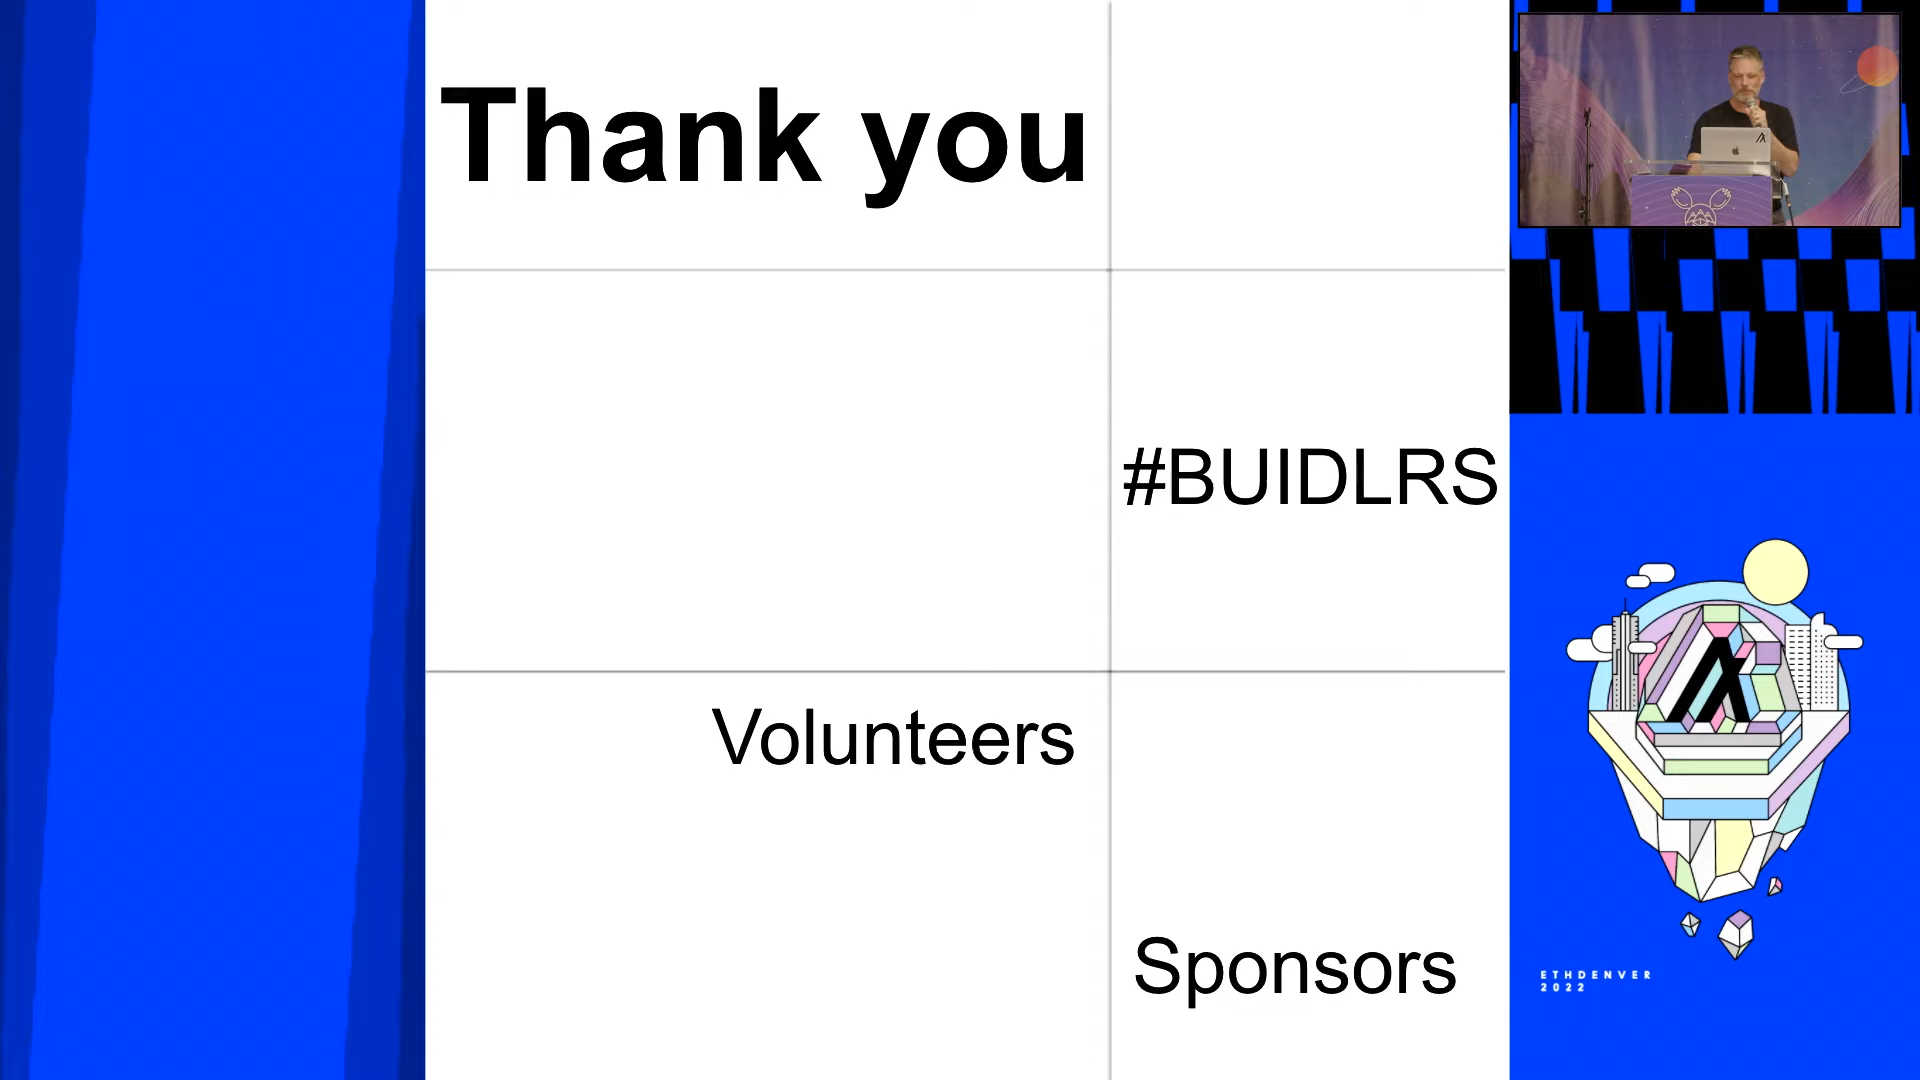 Thank you
#BUIDLRS
Volunteers
Sponsors
ETHDENVER
2022